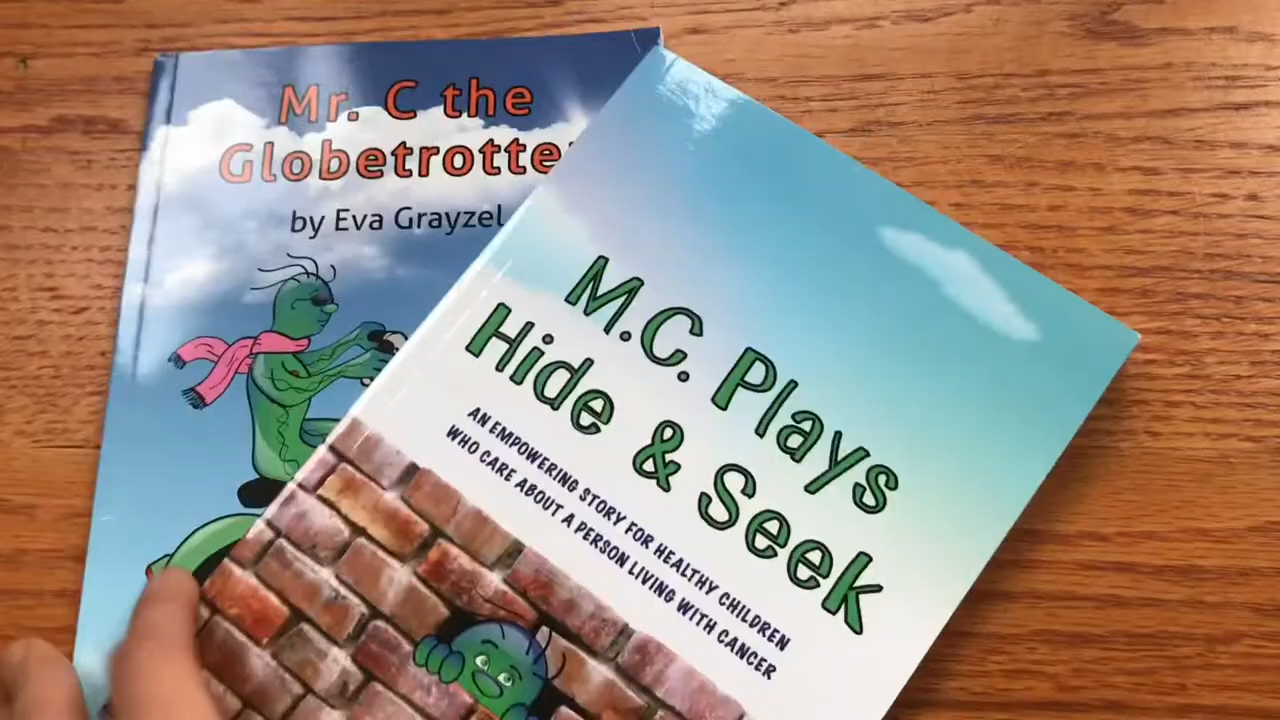 Mr. C the
Globetrotter
by Eva Grayzel
M.C. Plays
Hide & Seek
AN EMPOWERING STORY FOR HEALTHY CHILDREN
WHO CARE ABOUT A PERSON LIVING WITH CANCER